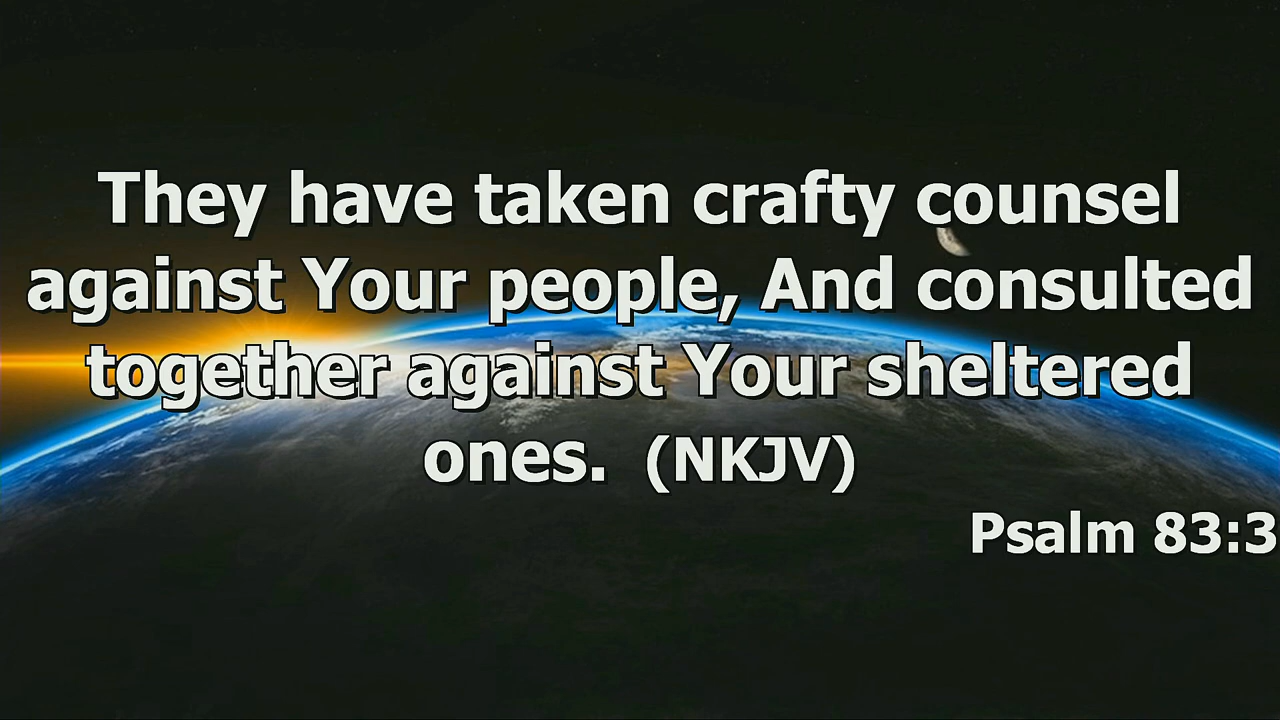 They have taken crafty counsel
against Your people, And consulted
together against Your sheltered
ones. (NKJV)
Psalm 83:3